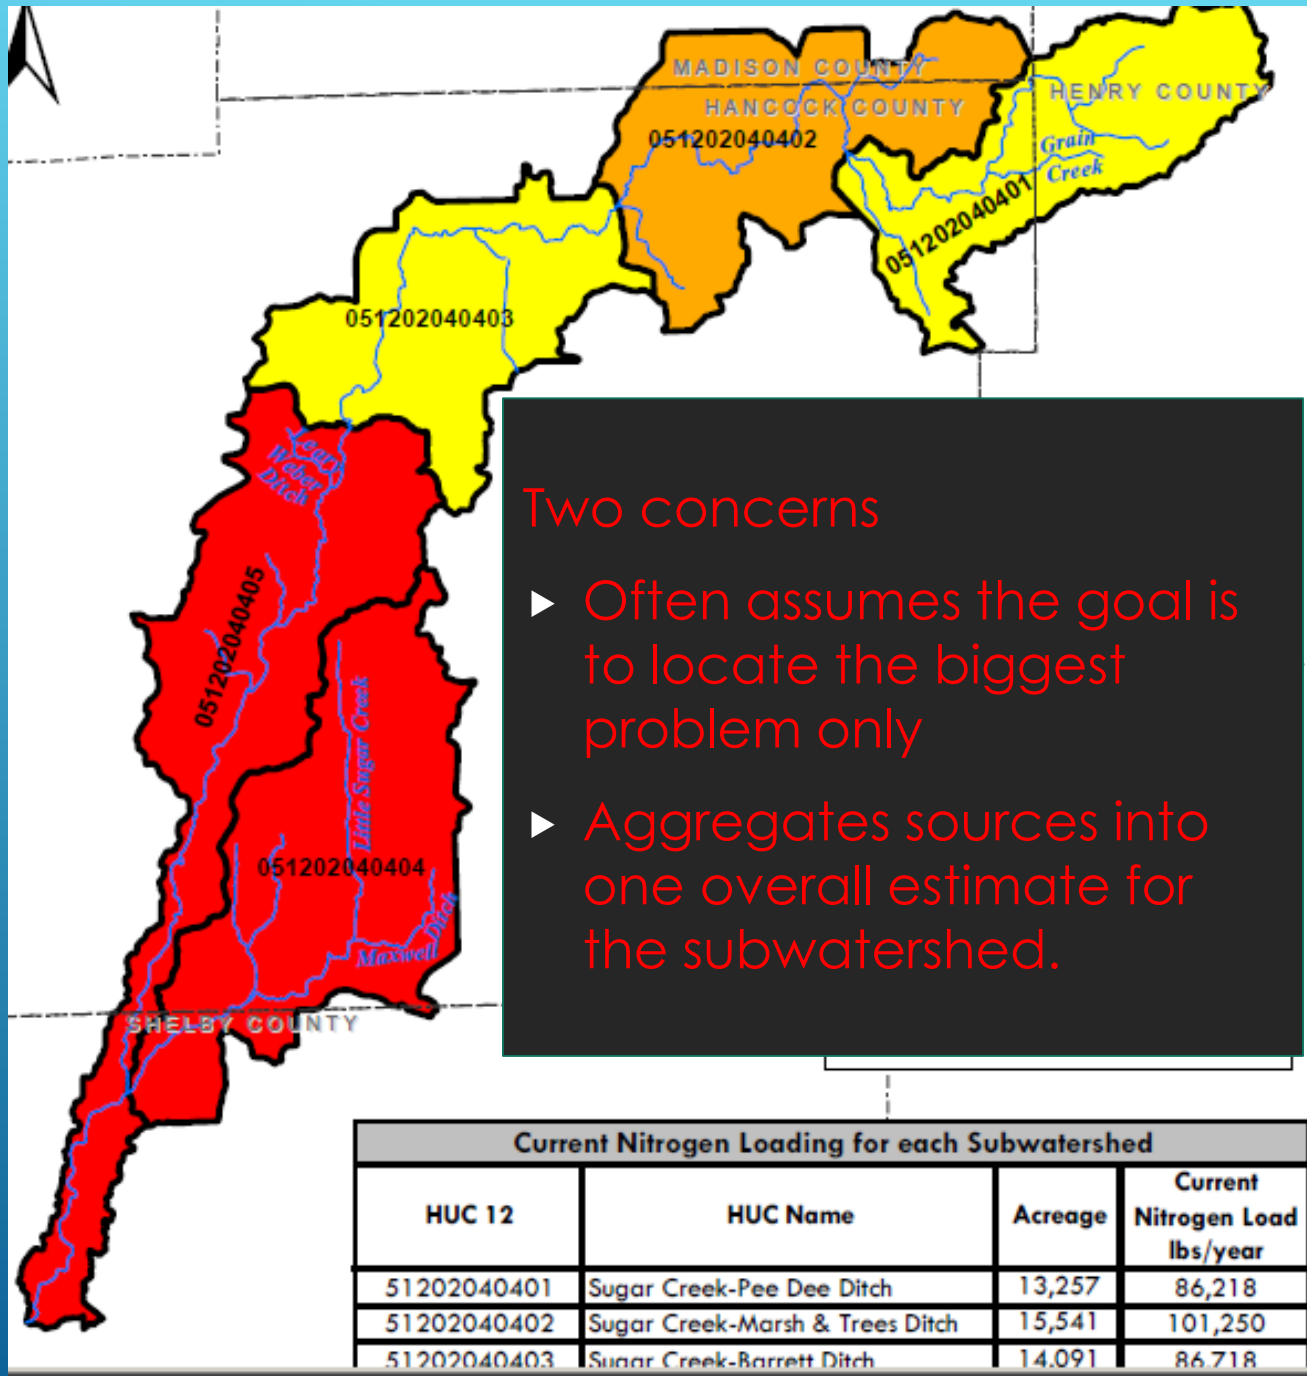 MADISON COUNTY
HANCOCK COUNTY
HENRY COUNTY
051202040402
Grain
Creek
051202040401
051202040403
Leary
Weber
Ditch
051202040405
Little Sugar Creek
051202040404
Maxwell Ditch
SHELBY COUNTY
Two concerns
Often assumes the goal is
to locate the biggest
problem only
Aggregates sources into
one overall estimate for
the subwatershed.
Current Nitrogen Loading for each Subwatershed
HUC 12 HUC Name Acreage Current Nitrogen Load lbs/year
51202040401 Sugar Creek-Pee Dee Ditch 13,257 86,218
51202040402 Sugar Creek-Marsh & Trees Ditch 15,541 101,250
51202040403 Sugar Creek-Barrett Ditch 14,091 86,718